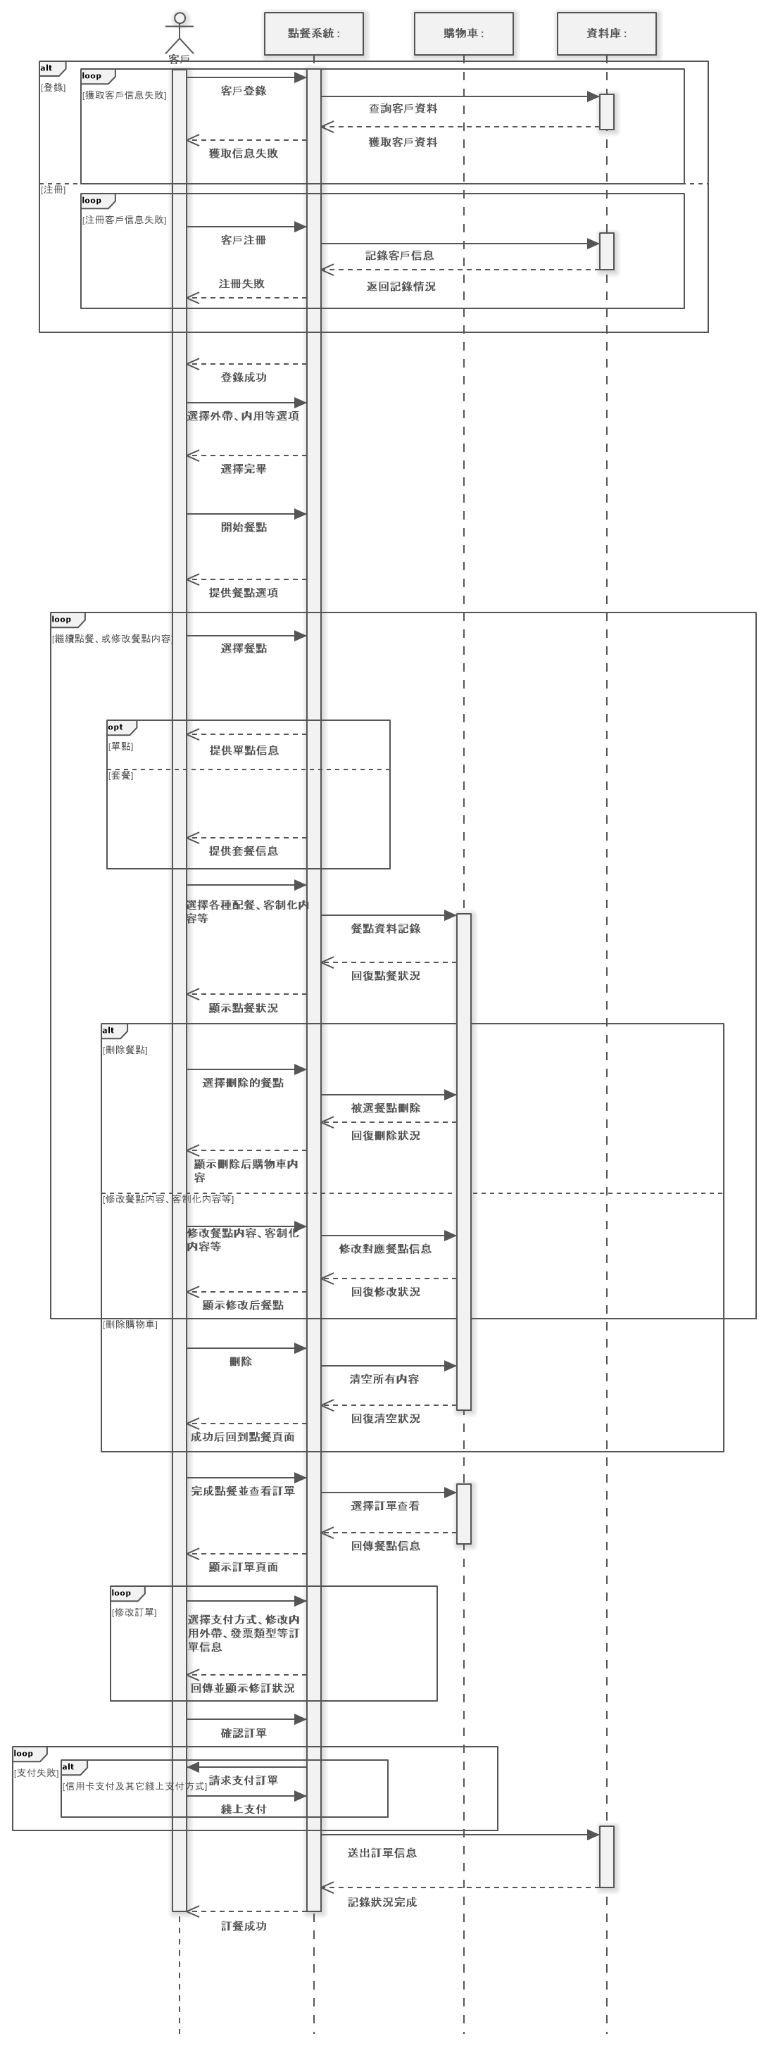 點餐系統 :
購物車 :
資料庫 :
客戶
alt
[登錄]
loop
[獲取客戶信息失敗]
客戶登錄
查詢客戶資料
獲取客戶資料
獲取信息失敗
[注冊]
loop
[注冊客戶信息失敗]
客戶注冊
記錄客戶信息
返回記錄情況
注冊失敗
登錄成功
選擇外帶、内用等選項
選擇完畢
開始餐點
提供餐點選項
loop
[繼續點餐、或修改餐點内容]
選擇餐點
opt
[單點]
提供單點信息
[套餐]
提供套餐信息
選擇各種配餐、客制化内
容等
餐點資料記錄
回復點餐狀況
顯示點餐狀況
alt
[刪除餐點]
選擇刪除的餐點
被選餐點刪除
回復刪除狀況
顯示刪除后購物車内
容
[修改餐點内容、客制化内容等]
修改餐點内容、客制化
内容等
修改對應餐點信息
回復修改狀況
顯示修改后餐點
[刪除購物車]
刪除
清空所有内容
回復清空狀況
成功后回到點餐頁面
完成點餐並查看訂單
選擇訂單查看
回傳餐點信息
顯示訂單頁面
loop
[修改訂單]
選擇支付方式、修改内
用外帶、發票類型等訂
單信息
回傳並顯示修訂狀況
確認訂單
loop
[支付失敗]
alt
[信用卡支付及其它綫上支付方式]
請求支付訂單
綫上支付
送出訂單信息
記錄狀況完成
訂餐成功